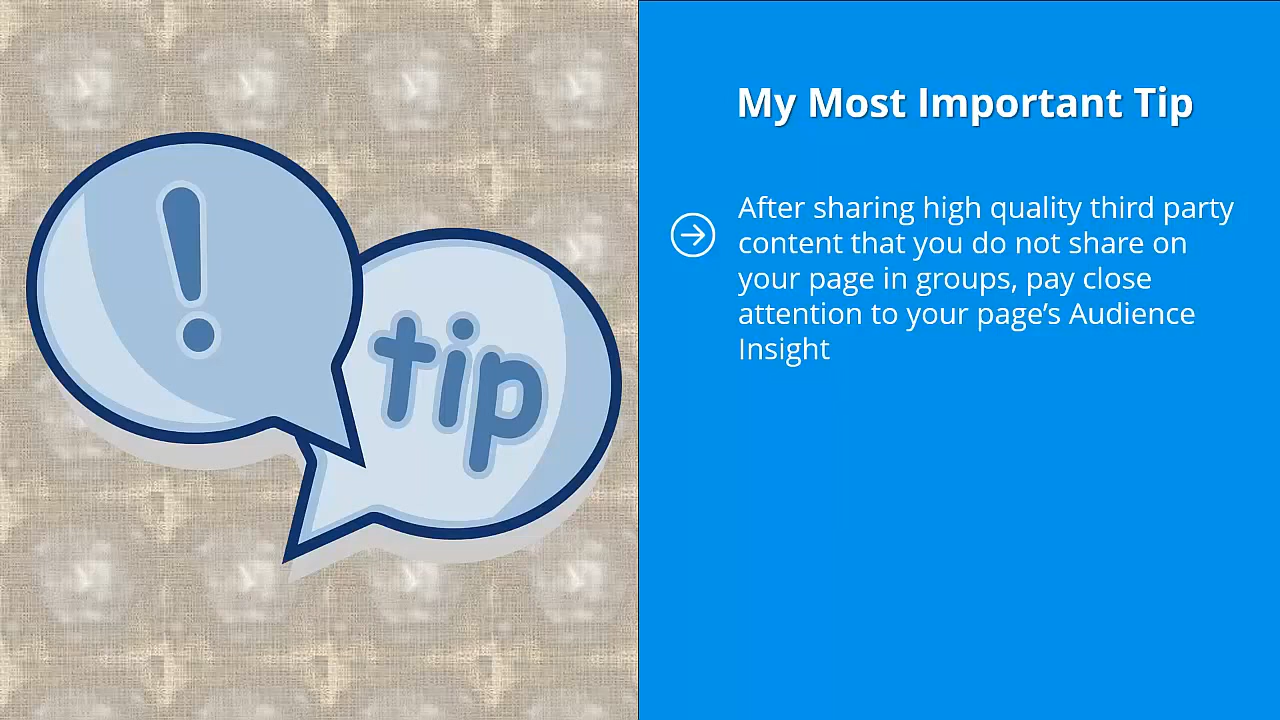 !
tip
My Most Important Tip
After sharing high quality third party
content that you do not share on
your page in groups, pay close
attention to your page’s Audience
Insight